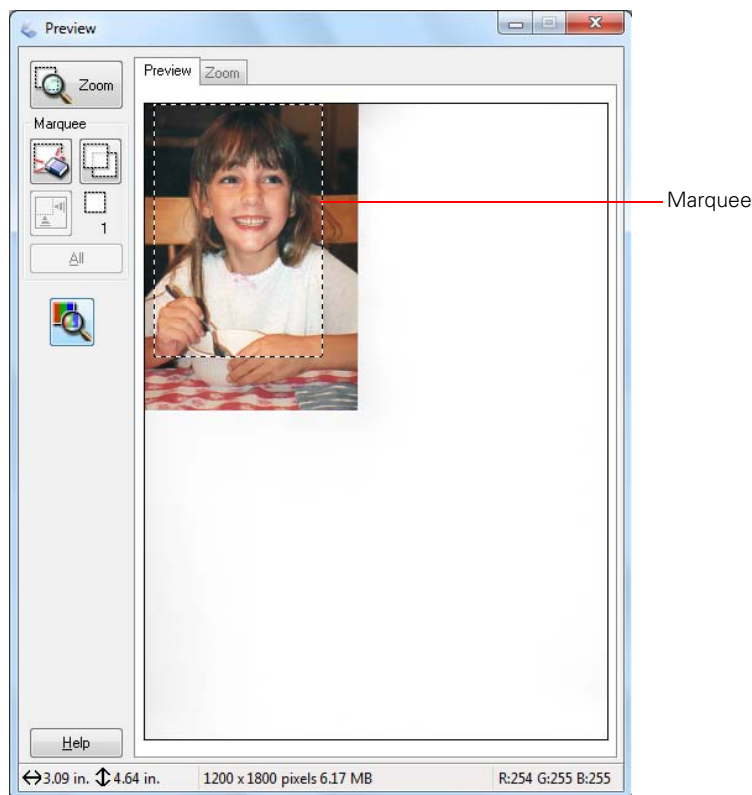 Preview
Zoom
Preview Zoom
Marquee
Marquee
1
All
Help
3.09 in. 4.64 in. 1200 x 1800 pixels 6.17 MB R:254 G:255 B:255